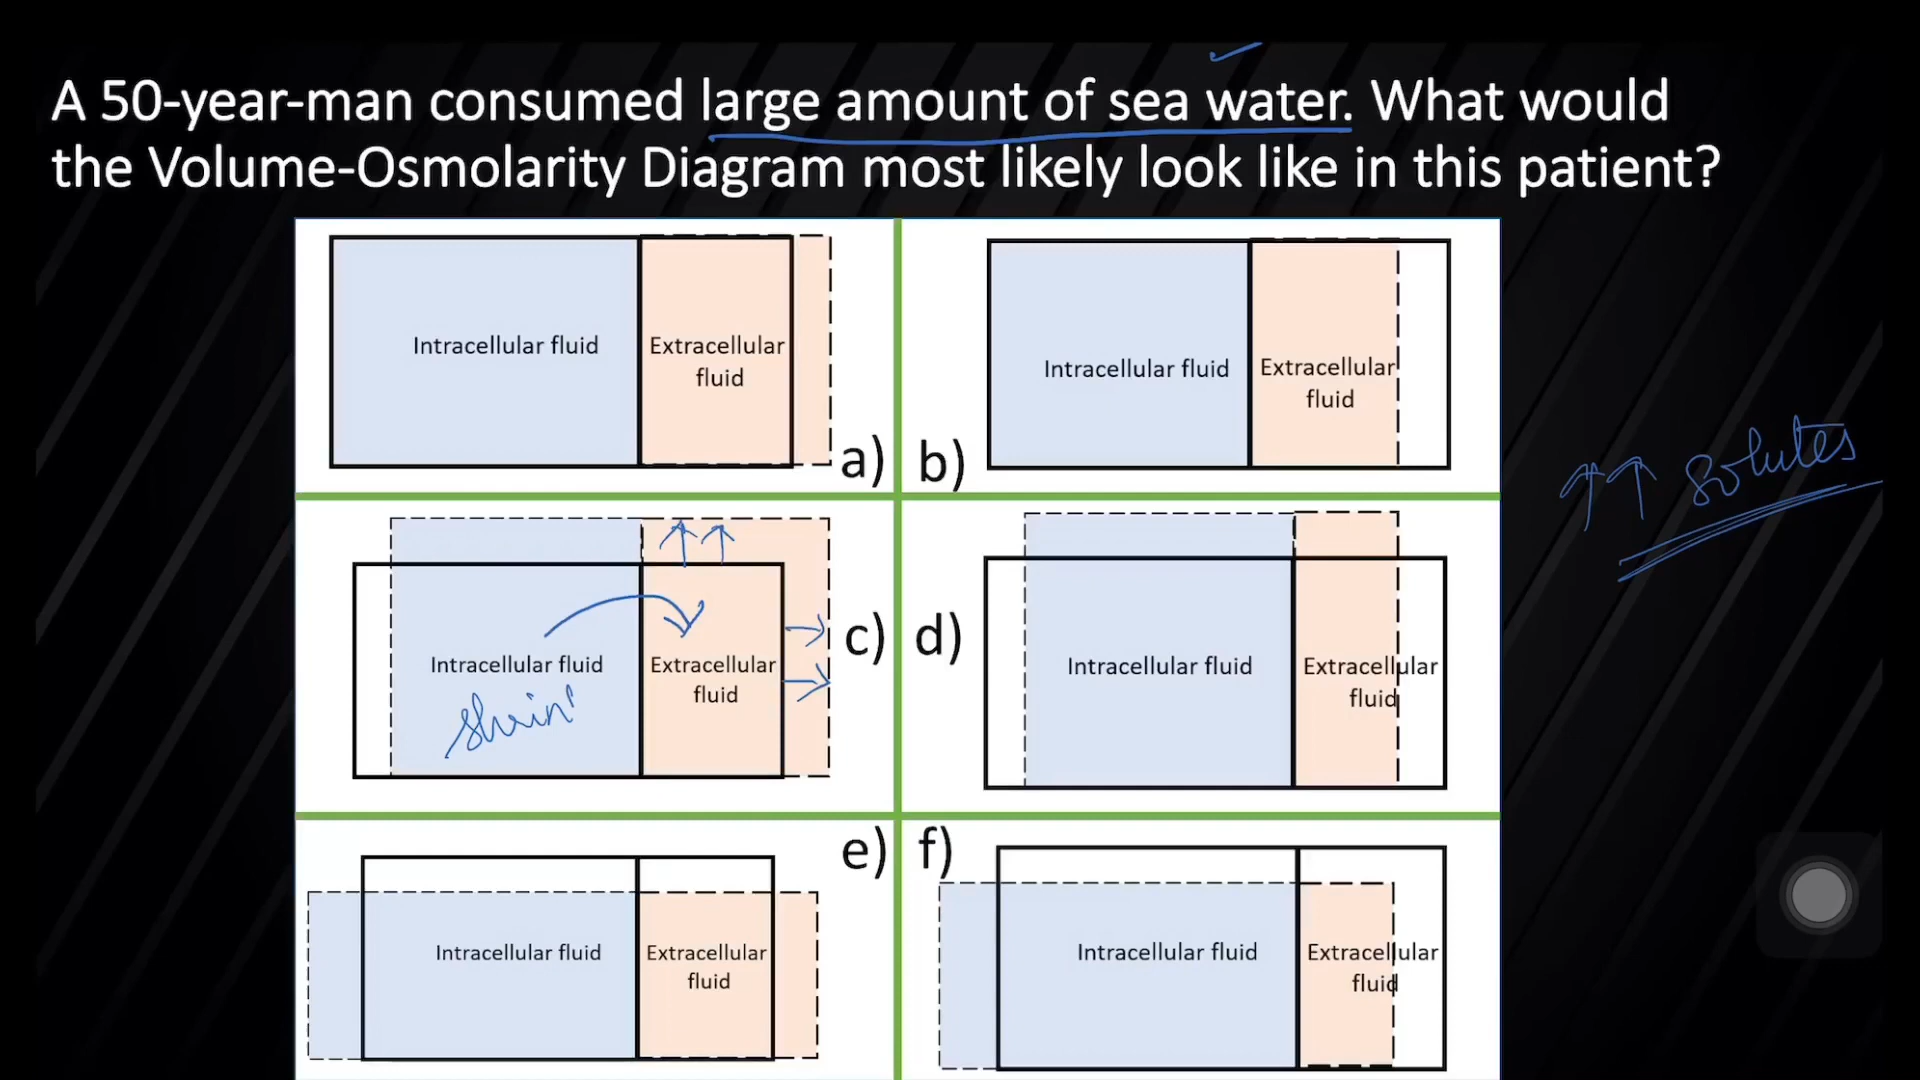 A 50-year-man consumed large amount of sea water. What would
the Volume-Osmolarity Diagram most likely look like in this patient?
Intracellular fluid
Extracellular
fluid
a)
Intracellular fluid
Extracellular
fluid
b)
↑↑ solutes
Intracellular fluid
Extracellular
fluid
c)
shrin
Intracellular fluid
Extracellular
fluid
d)
Intracellular fluid
Extracellular
fluid
e)
Intracellular fluid
Extracellular
fluid
f)